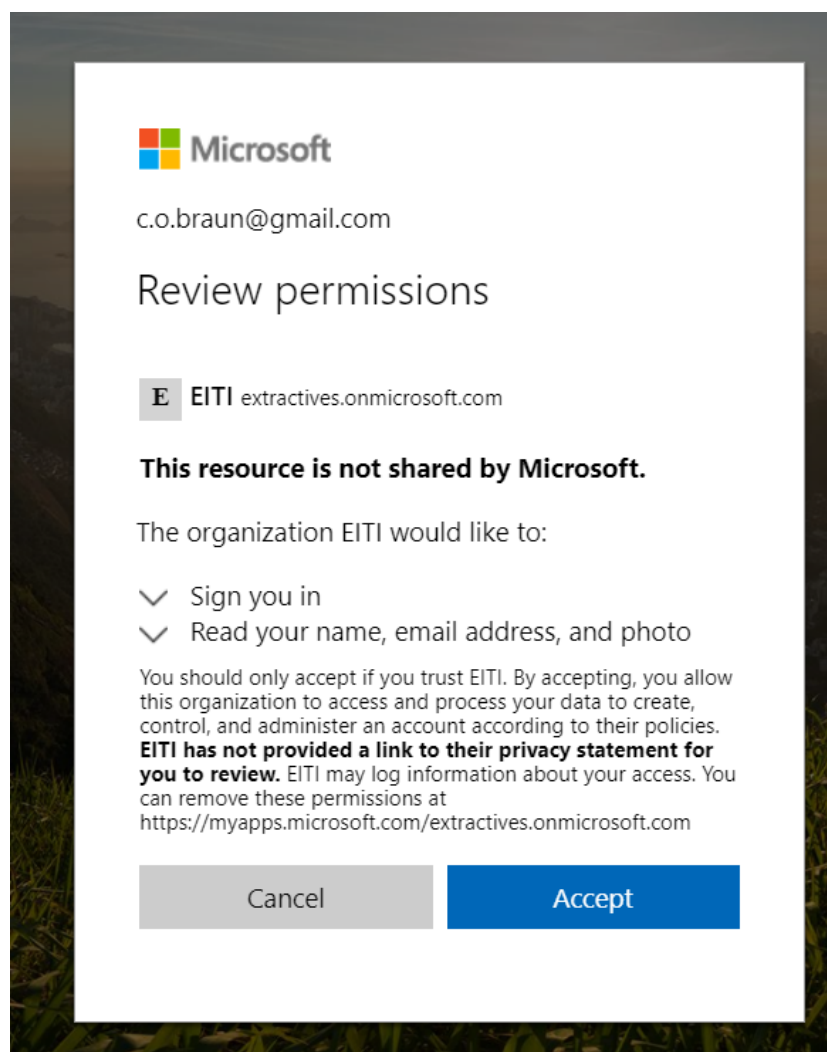 Microsoft
c.o.braun@gmail.com
Review permissions
E EITI extractives.onmicrosoft.com
This resource is not shared by Microsoft.
The organization EITI would like to:
Sign you in
Read your name, email address, and photo
You should only accept if you trust EITI. By accepting, you allow
this organization to access and process your data to create,
control, and administer an account according to their policies.
EITI has not provided a link to their privacy statement for
you to review. EITI may log information about your access. You
can remove these permissions at
https://myapps.microsoft.com/extractives.onmicrosoft.com
Cancel Accept